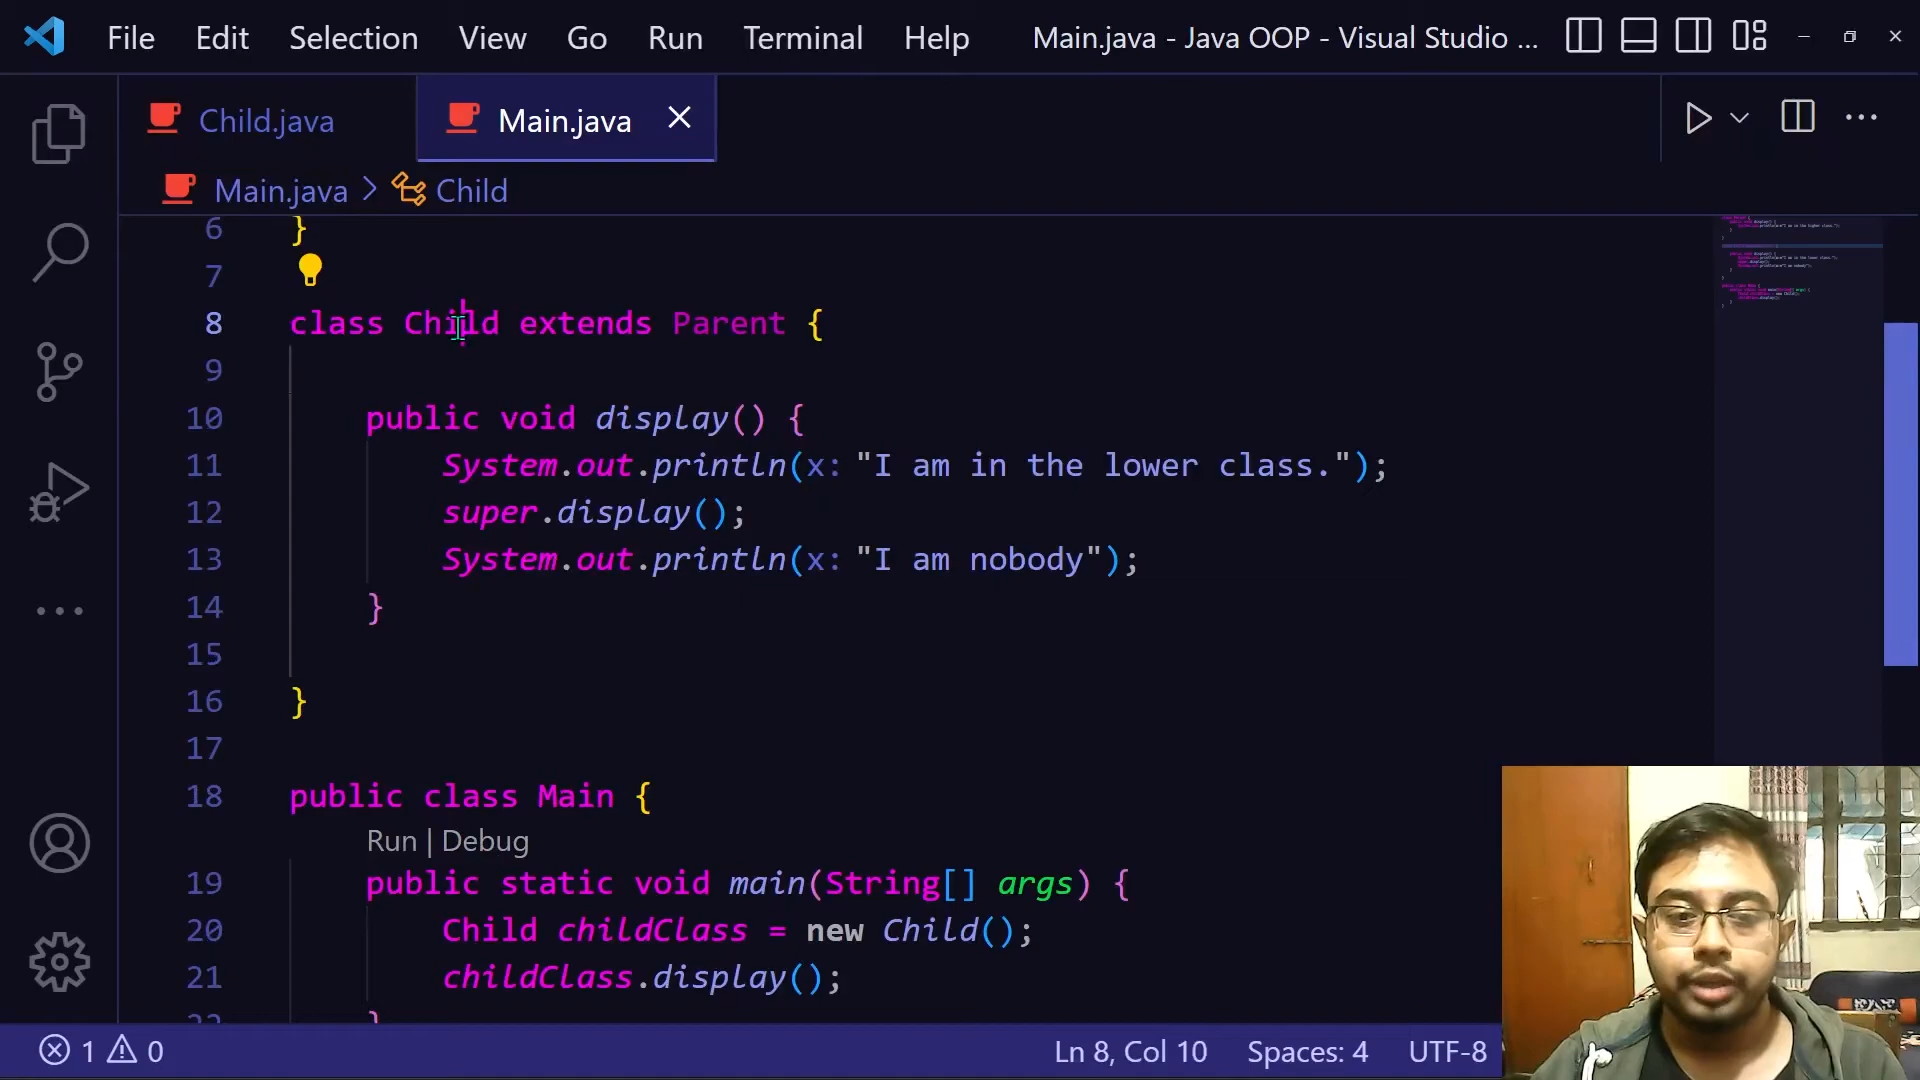 File Edit Selection View Go Run Terminal Help Main.java - Java OOP - Visual Studio ...
Child.java Main.java
Main.java > Child
6 }
7
8 class Child extends Parent {
9
10 public void display() {
11 System.out.println(x:"I am in the lower class.");
12 super.display();
13 System.out.println(x:"I am nobody");
14 }
15
16 }
17
18 public class Main {
Run | Debug
19 public static void main(String[] args) {
20 Child childClass = new Child();
21 childClass.display();
22 }
1 0 Ln 8, Col 10 Spaces: 4 UTF-8